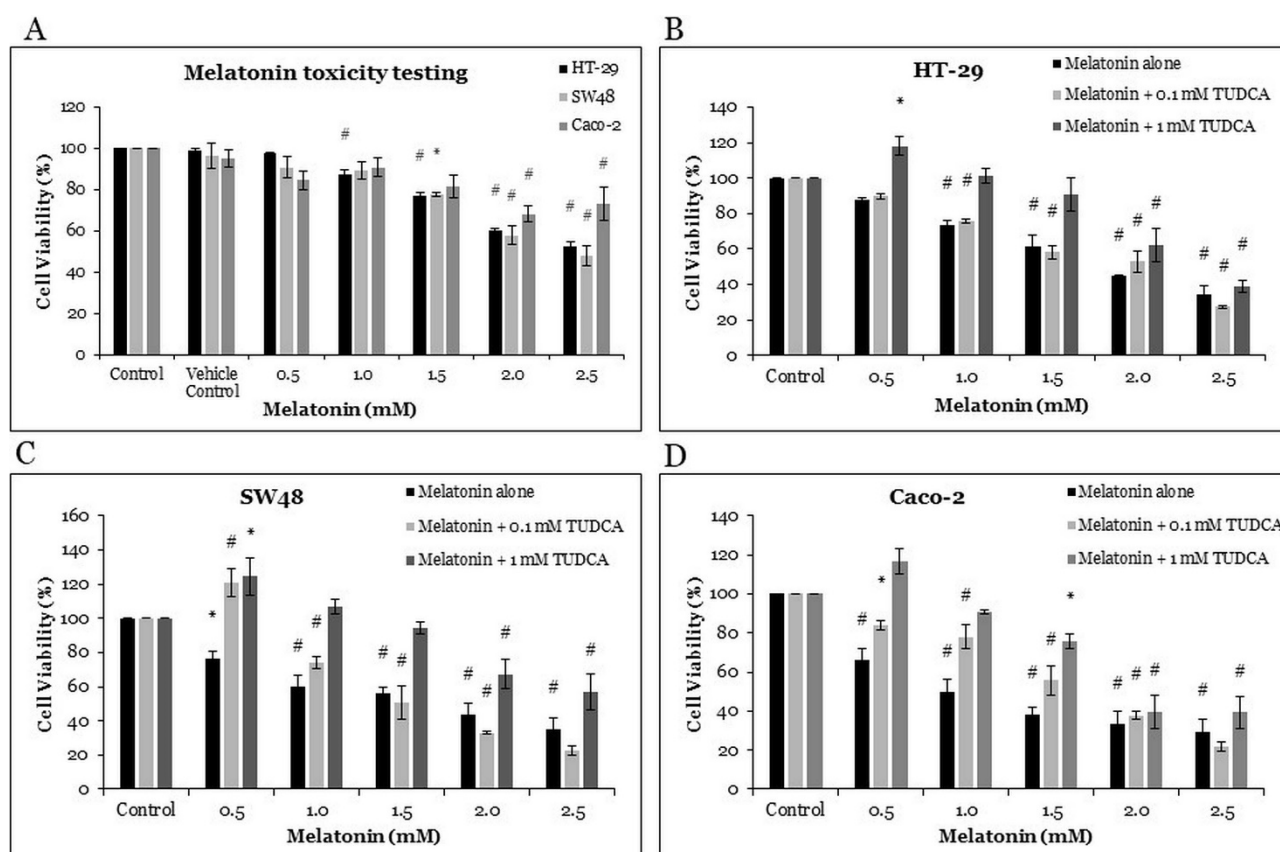 A
Melatonin toxicity testing
HT-29
SW48
Caco-2
Cell Viability (%)
120
100
80
60
40
20
0
# # * # # # # # #
Control Vehicle Control 0.5 1.0 1.5 2.0 2.5
Melatonin (mM)
B
HT-29
Melatonin alone
Melatonin + 0.1 mM TUDCA
Melatonin + 1 mM TUDCA
Cell Viability (%)
140
120
100
80
60
40
20
0
* # # # # # # # # # #
Control 0.5 1.0 1.5 2.0 2.5
Melatonin (mM)
C
SW48
Melatonin alone
Melatonin + 0.1 mM TUDCA
Melatonin + 1 mM TUDCA
Cell Viability (%)
160
140
120
100
80
60
40
20
0
* # * # # # # # # # # #
Control 0.5 1.0 1.5 2.0 2.5
Melatonin (mM)
D
Caco-2
Melatonin alone
Melatonin + 0.1 mM TUDCA
Melatonin + 1 mM TUDCA
Cell Viability (%)
140
120
100
80
60
40
20
0
# * # # # # * # # # # #
Control 0.5 1.0 1.5 2.0 2.5
Melatonin (mM)